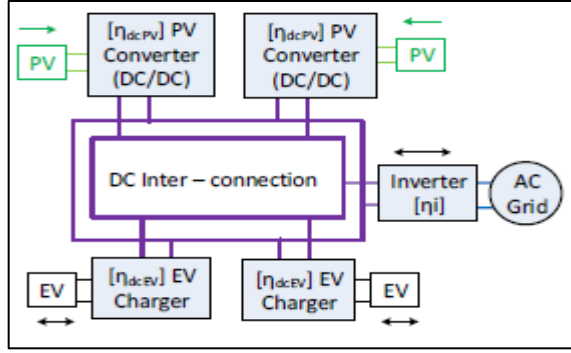 [ηdcPV] PV
Converter
(DC/DC)
[ηdcPV] PV
Converter
(DC/DC)
PV
PV
DC Inter – connection
Inverter
[ηi]
AC
Grid
[ηdcEV] EV
Charger
[ηdcEV] EV
Charger
EV
EV